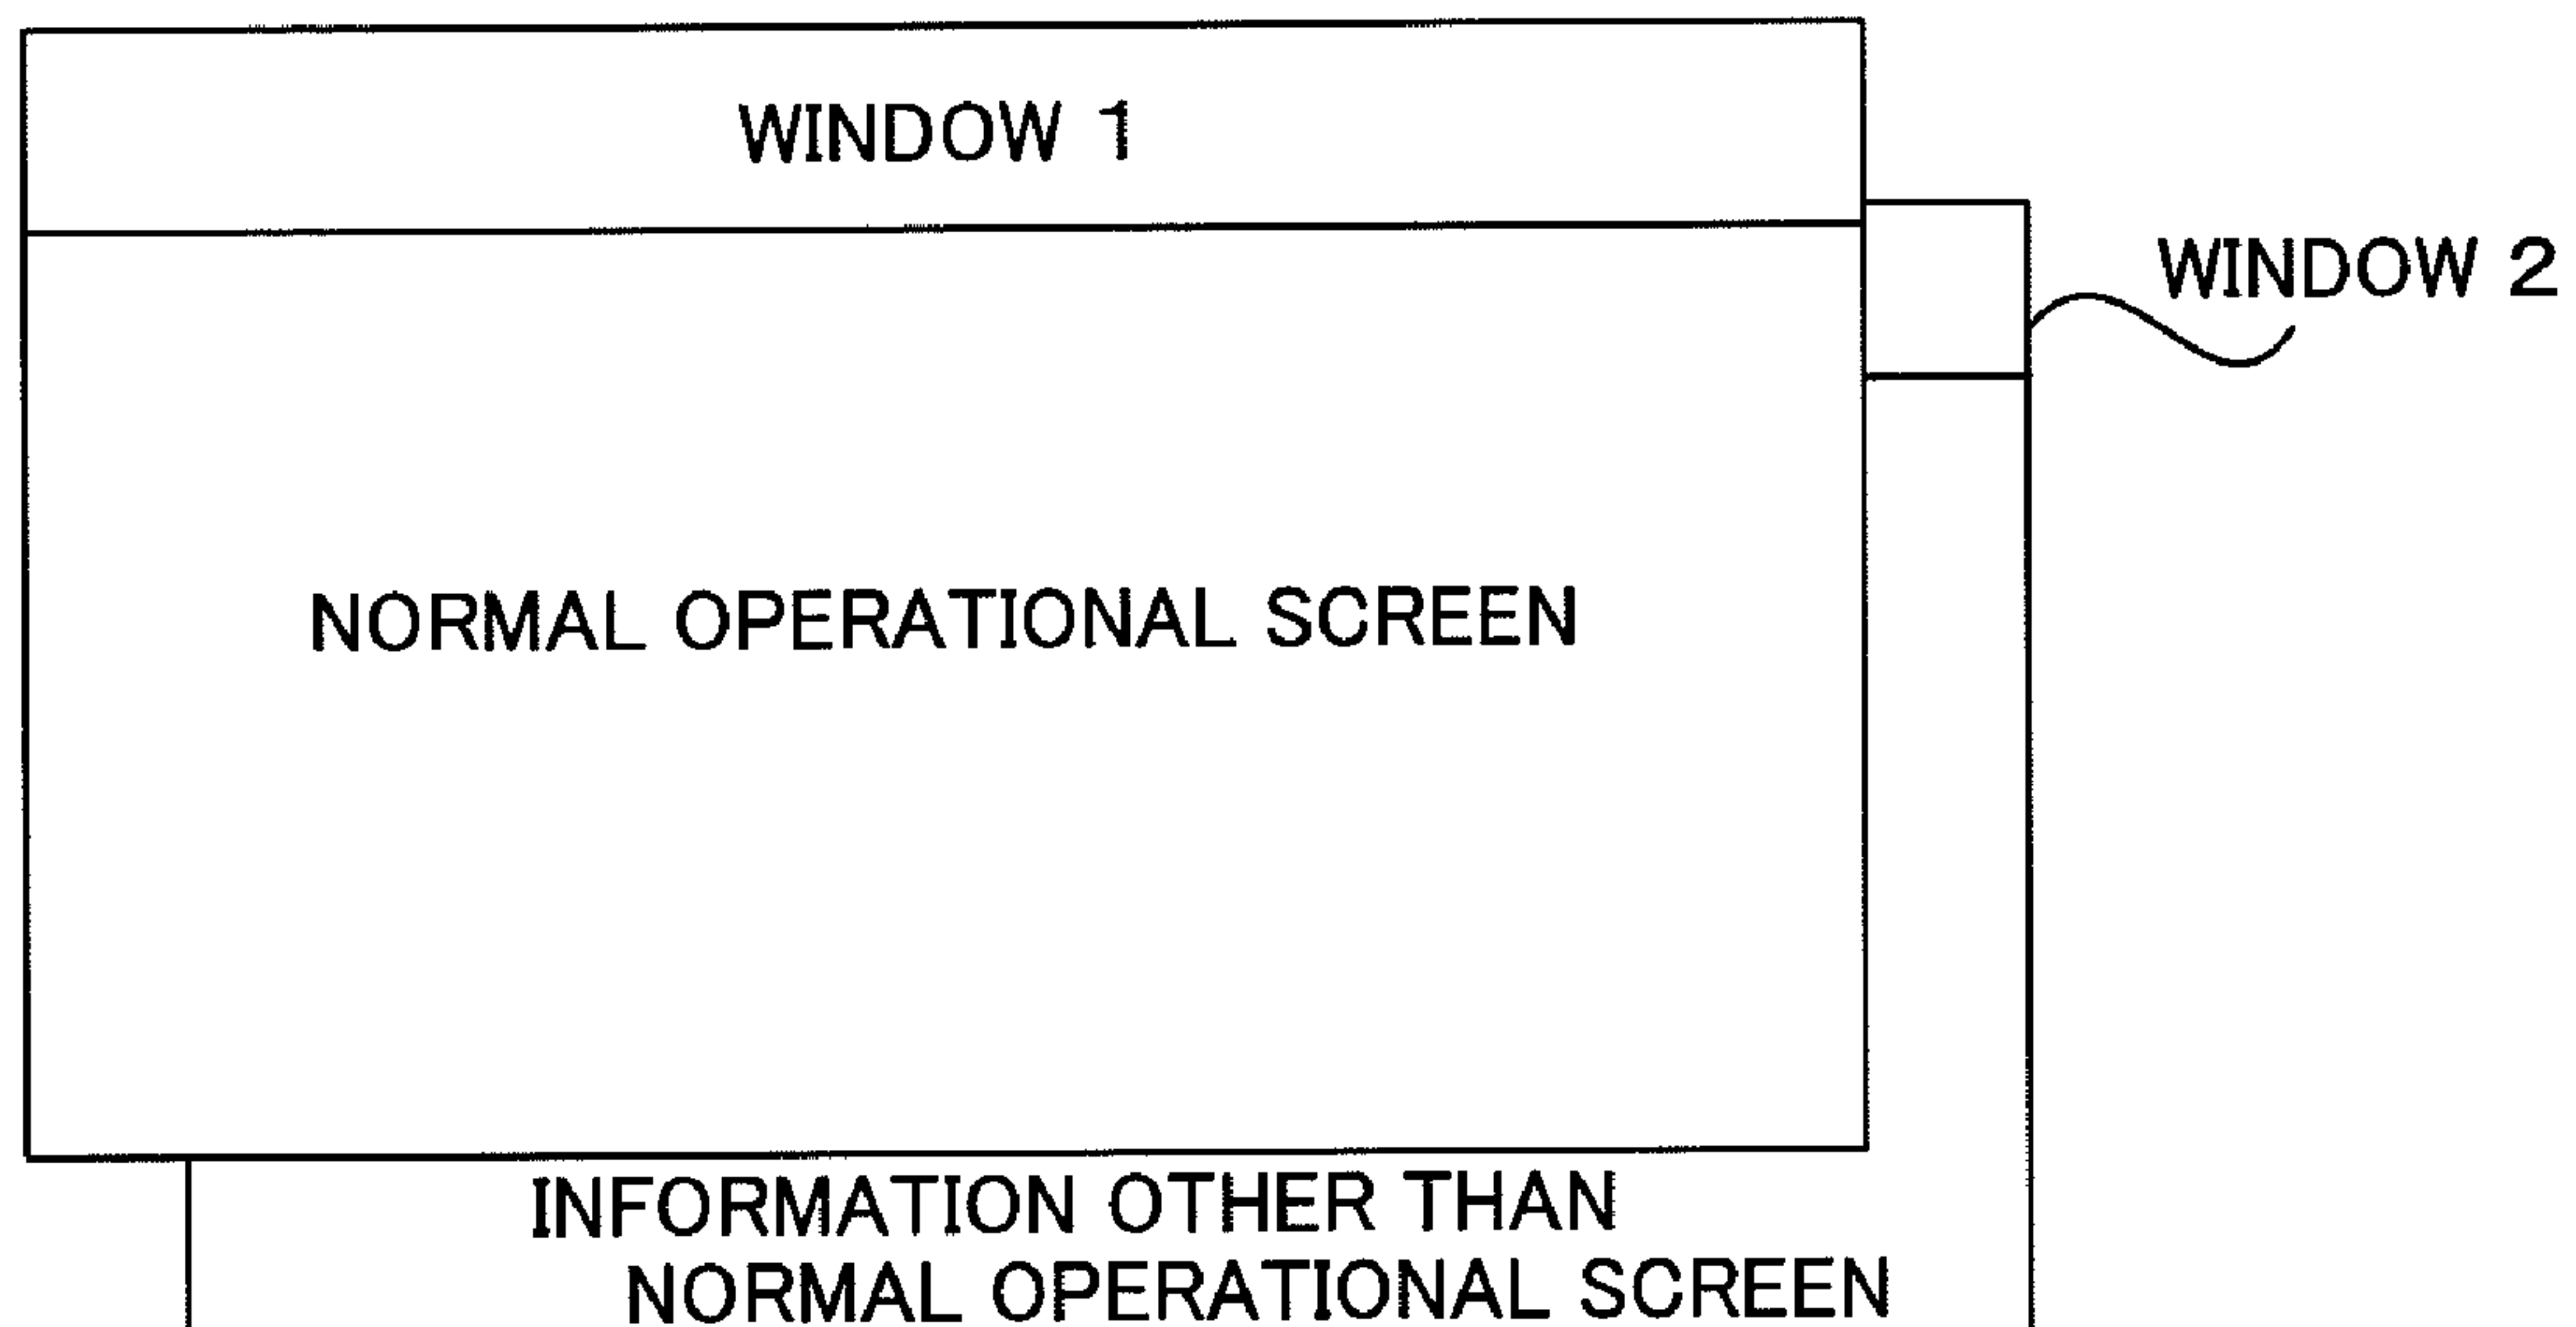 WINDOW 1
WINDOW 2
NORMAL OPERATIONAL SCREEN
INFORMATION OTHER THAN
NORMAL OPERATIONAL SCREEN